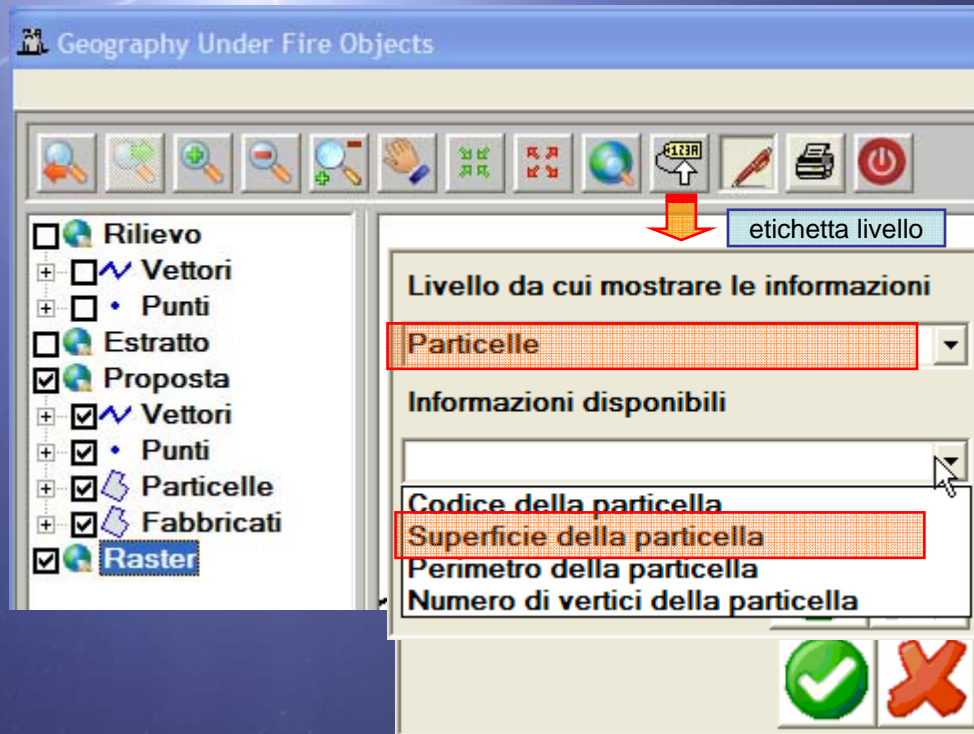 Geography Under Fire Objects
123A
etichetta livello
Rilievo
Vettori
Punti
Estratto
Proposta
Vettori
Punti
Particelle
Fabbricati
Raster
Livello da cui mostrare le informazioni
Particelle
Informazioni disponibili
Codice della particella
Superficie della particella
Perimetro della particella
Numero di vertici della particella